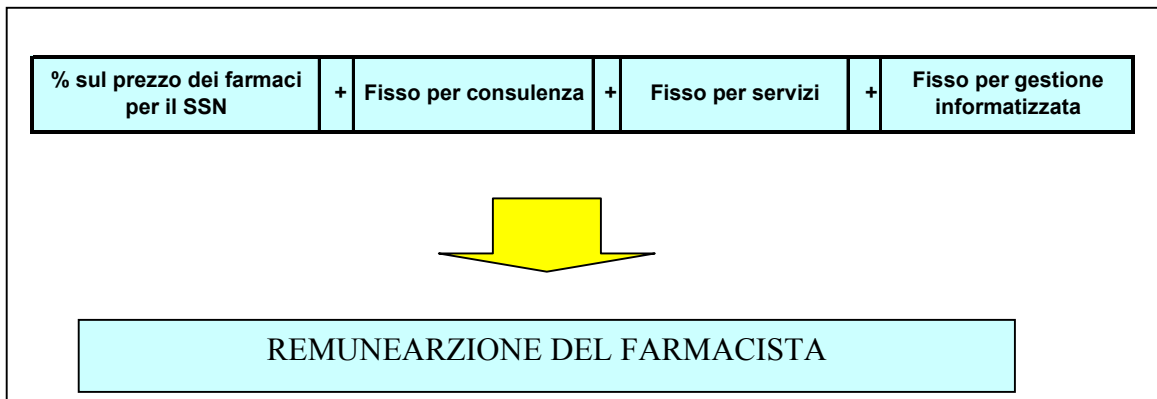 % sul prezzo dei farmaci
per il SSN
+
Fisso per consulenza
+
Fisso per servizi
+
Fisso per gestione
informatizzata
REMUNEARZIONE DEL FARMACISTA